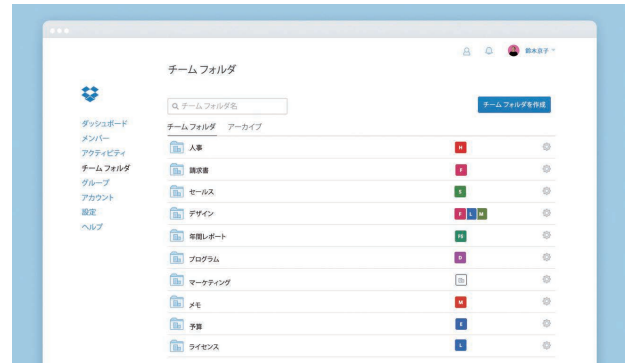 鈴木京子
チーム フォルダ
チーム フォルダ名
チーム フォルダを作成
チーム フォルダ アーカイブ
ダッシュボード
メンバー
アクティビティ
チーム フォルダ
グループ
アカウント
設定
ヘルプ
人事 H
請求書 F
セールス S
デザイン F L M
年間レポート
プログラム D
マーケティング
メモ M
予算 E
ライセンス L